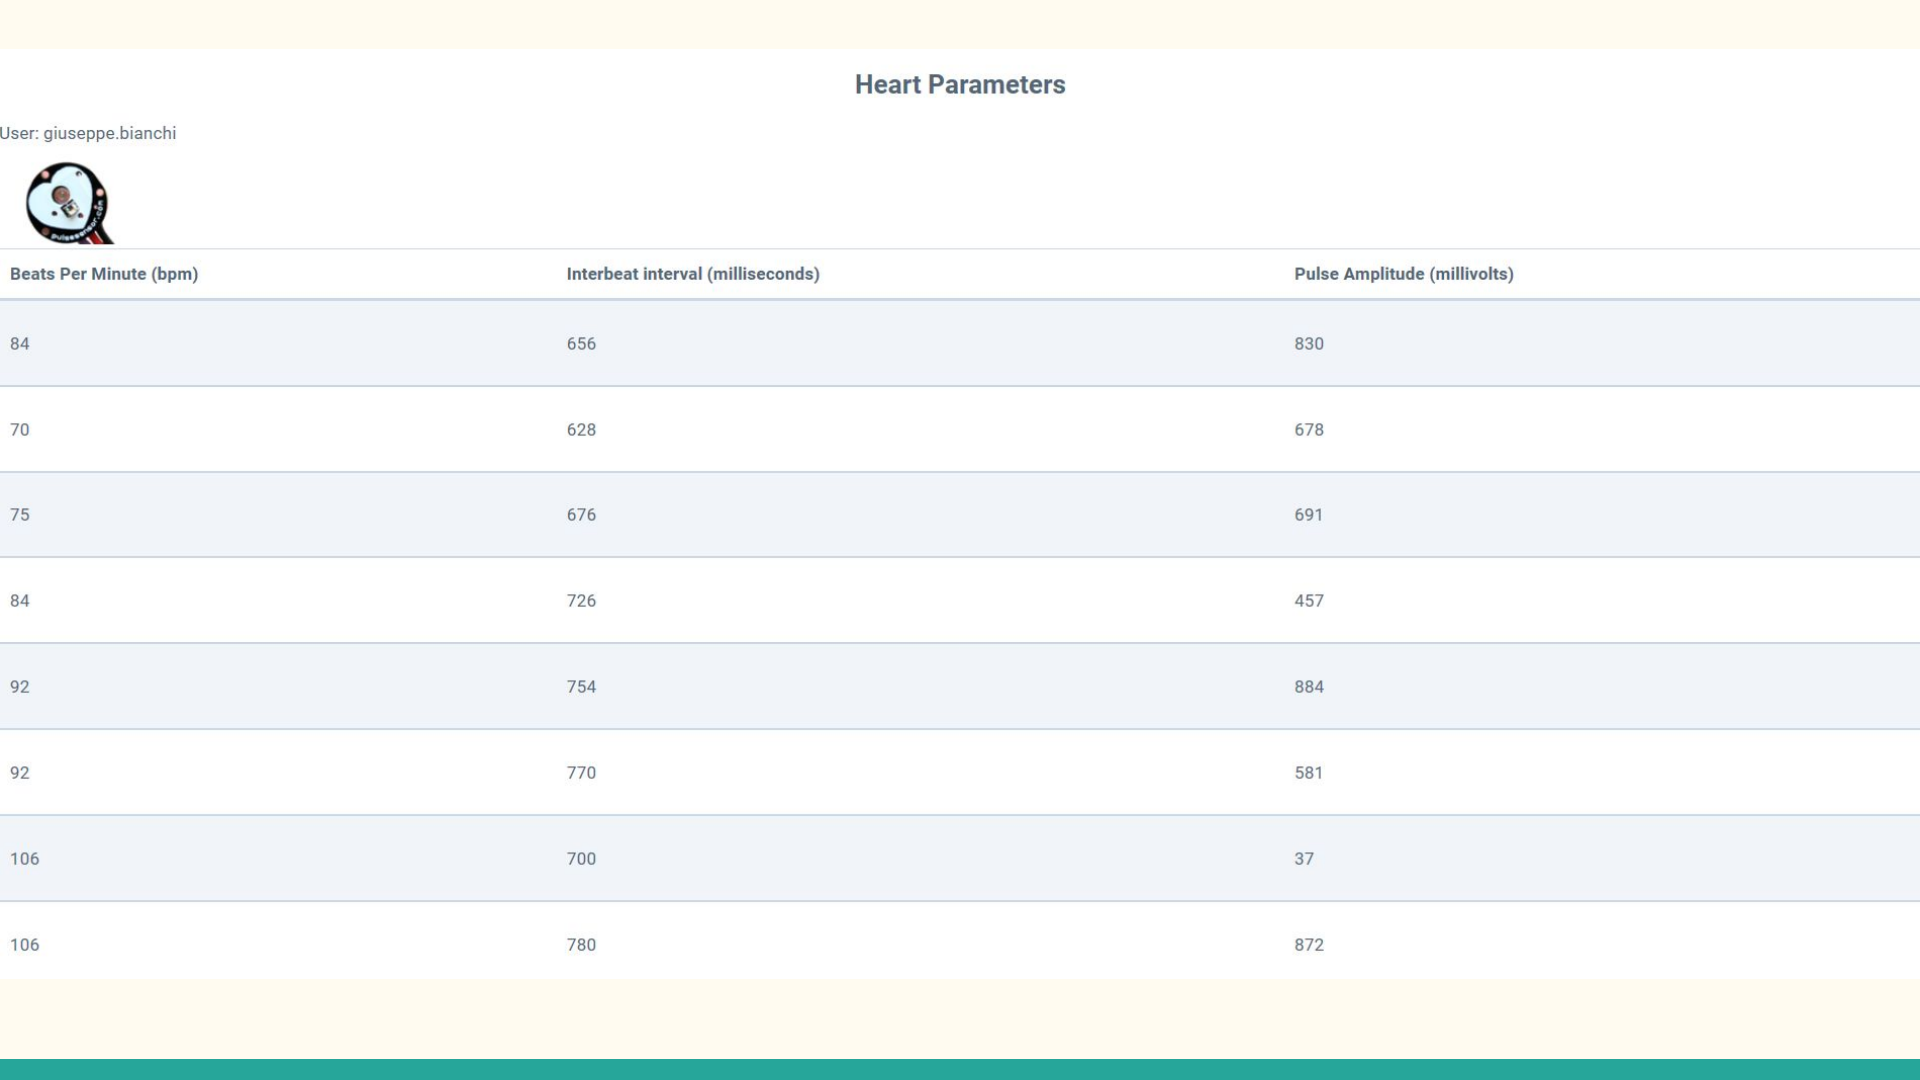 Heart Parameters
User: giuseppe.bianchi
pulsesensor.com
Beats Per Minute (bpm) Interbeat interval (milliseconds) Pulse Amplitude (millivolts)
84 656 830
70 628 678
75 676 691
84 726 457
92 754 884
92 770 581
106 700 37
106 780 872